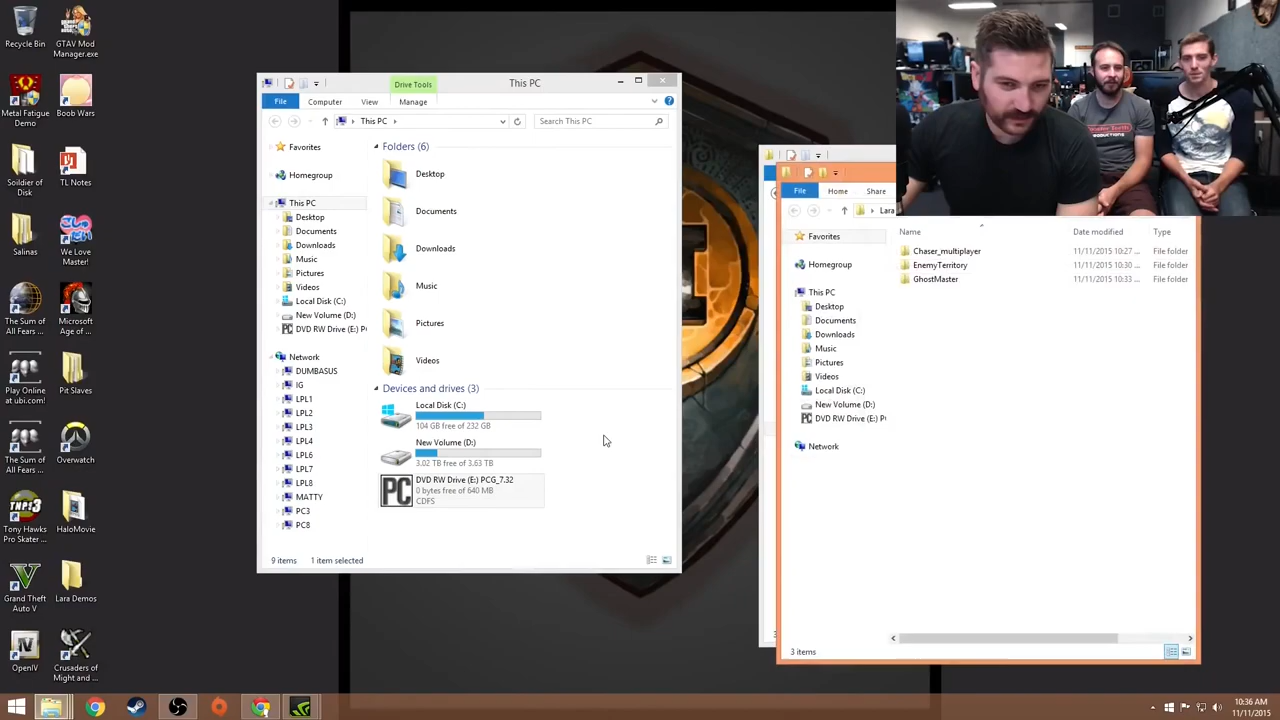 Recycle Bin
GTAV Mod
Manager.exe
Metal Fatigue
Demo
Boob Wars
Soldier of
Disk
TL Notes
Salinas
We Love
Master!
The Sum of
All Fears ...
Microsoft
Age of ...
Play Online
at ubi.com!
Pit Slaves
The Sum of
All Fears ...
Overwatch
Tony Hawks
Pro Skater ...
HaloMovie
Grand Theft
Auto V
Lara Demos
OpenIV
Crusaders of
Might and ...
Drive Tools
This PC
File
Computer
View
Manage
This PC
Search This PC
Favorites
Homegroup
This PC
Desktop
Documents
Downloads
Music
Pictures
Videos
Local Disk (C:)
New Volume (D:)
DVD RW Drive (E:) P
Network
DUMBASUS
IG
LPL1
LPL2
LPL3
LPL4
LPL6
LPL7
LPL8
MATTY
PC3
PC8
Folders (6)
Desktop
Documents
Downloads
Music
Pictures
Videos
Devices and drives (3)
Local Disk (C:)
104 GB free of 232 GB
New Volume (D:)
3.02 TB free of 3.63 TB
PC
DVD RW Drive (E:) PCG_7.32
0 bytes free of 640 MB
CDFS
9 items
1 item selected
File
Home
Share
Lara
Favorites
Homegroup
This PC
Desktop
Documents
Downloads
Music
Pictures
Videos
Local Disk (C:)
New Volume (D:)
DVD RW Drive (E:) P
Network
Name
Date modified
Type
Chaser_multiplayer
11/11/2015 10:27 ...
File folder
EnemyTerritory
11/11/2015 10:30 ...
File folder
GhostMaster
11/11/2015 10:33 ...
File folder
3 items
10:36 AM
11/11/2015